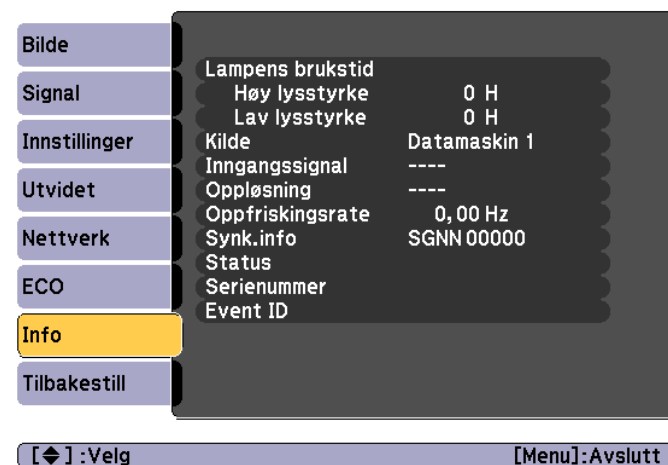 Bilde
Signal
Innstillinger
Utvidet
Nettverk
ECO
Info
Tilbakestill
Lampens brukstid
Høy lysstyrke 0 H
Lav lysstyrke 0 H
Kilde Datamaskin 1
Inngangssignal ----
Oppløsning ----
Oppfriskingsrate 0,00 Hz
Synk.info SGNN 00000
Status
Serienummer
Event ID
[◆] :Velg [Menu]:Avslutt